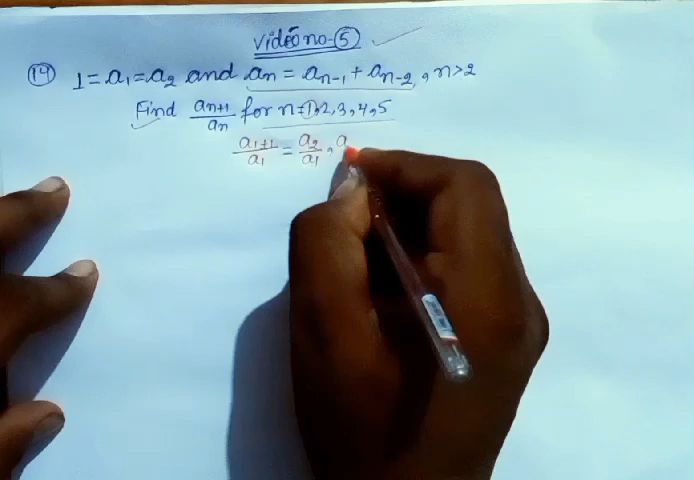 Video no-5
14 1 = a1 = a2 and an = an-1 + an-2, n>2
Find an+1/an for n=1,2,3,4,5
a1+1/a1 = a2/a1, a